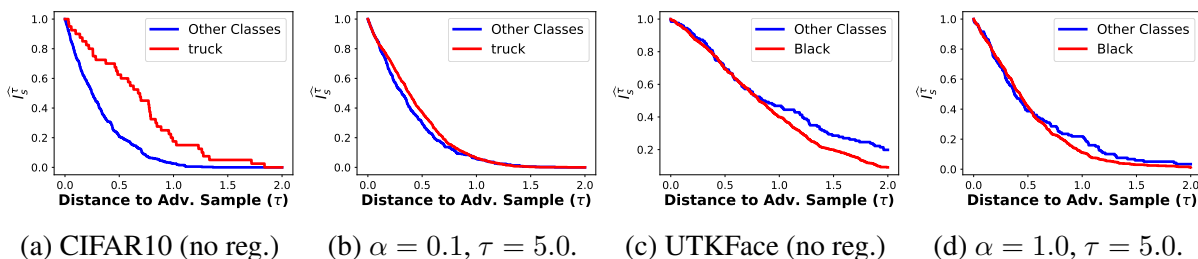 Other Classes
truck
1.0
0.8
0.6
0.4
0.2
0.0
I_s^τ
0.0 0.5 1.0 1.5 2.0
Distance to Adv. Sample (τ)
(a) CIFAR10 (no reg.)
Other Classes
truck
1.0
0.8
0.6
0.4
0.2
0.0
I_s^τ
0.0 0.5 1.0 1.5 2.0
Distance to Adv. Sample (τ)
(b) α = 0.1, τ = 5.0.
Other Classes
Black
1.0
0.8
0.6
0.4
0.2
I_s^τ
0.0 0.5 1.0 1.5 2.0
Distance to Adv. Sample (τ)
(c) UTKFace (no reg.)
Other Classes
Black
1.0
0.8
0.6
0.4
0.2
0.0
I_s^τ
0.0 0.5 1.0 1.5 2.0
Distance to Adv. Sample (τ)
(d) α = 1.0, τ = 5.0.